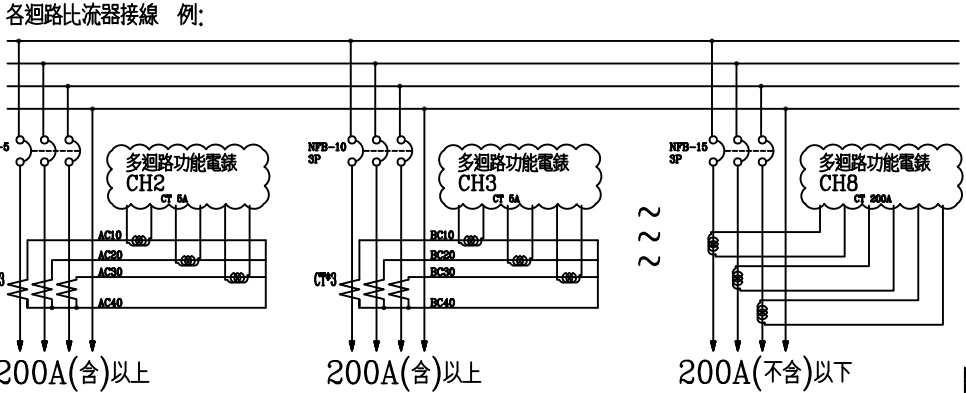 各迴路比流器接線 例:
-5
多迴路功能電錶
CH2
CT 5A
AC10
AC20
AC30
AC40
3
200A(含)以上
NFB-10
3P
多迴路功能電錶
CH3
CT 5A
BC10
BC20
BC30
BC40
CT*3
200A(含)以上
NFB-15
3P
多迴路功能電錶
CH8
CT 200A
200A(不含)以下